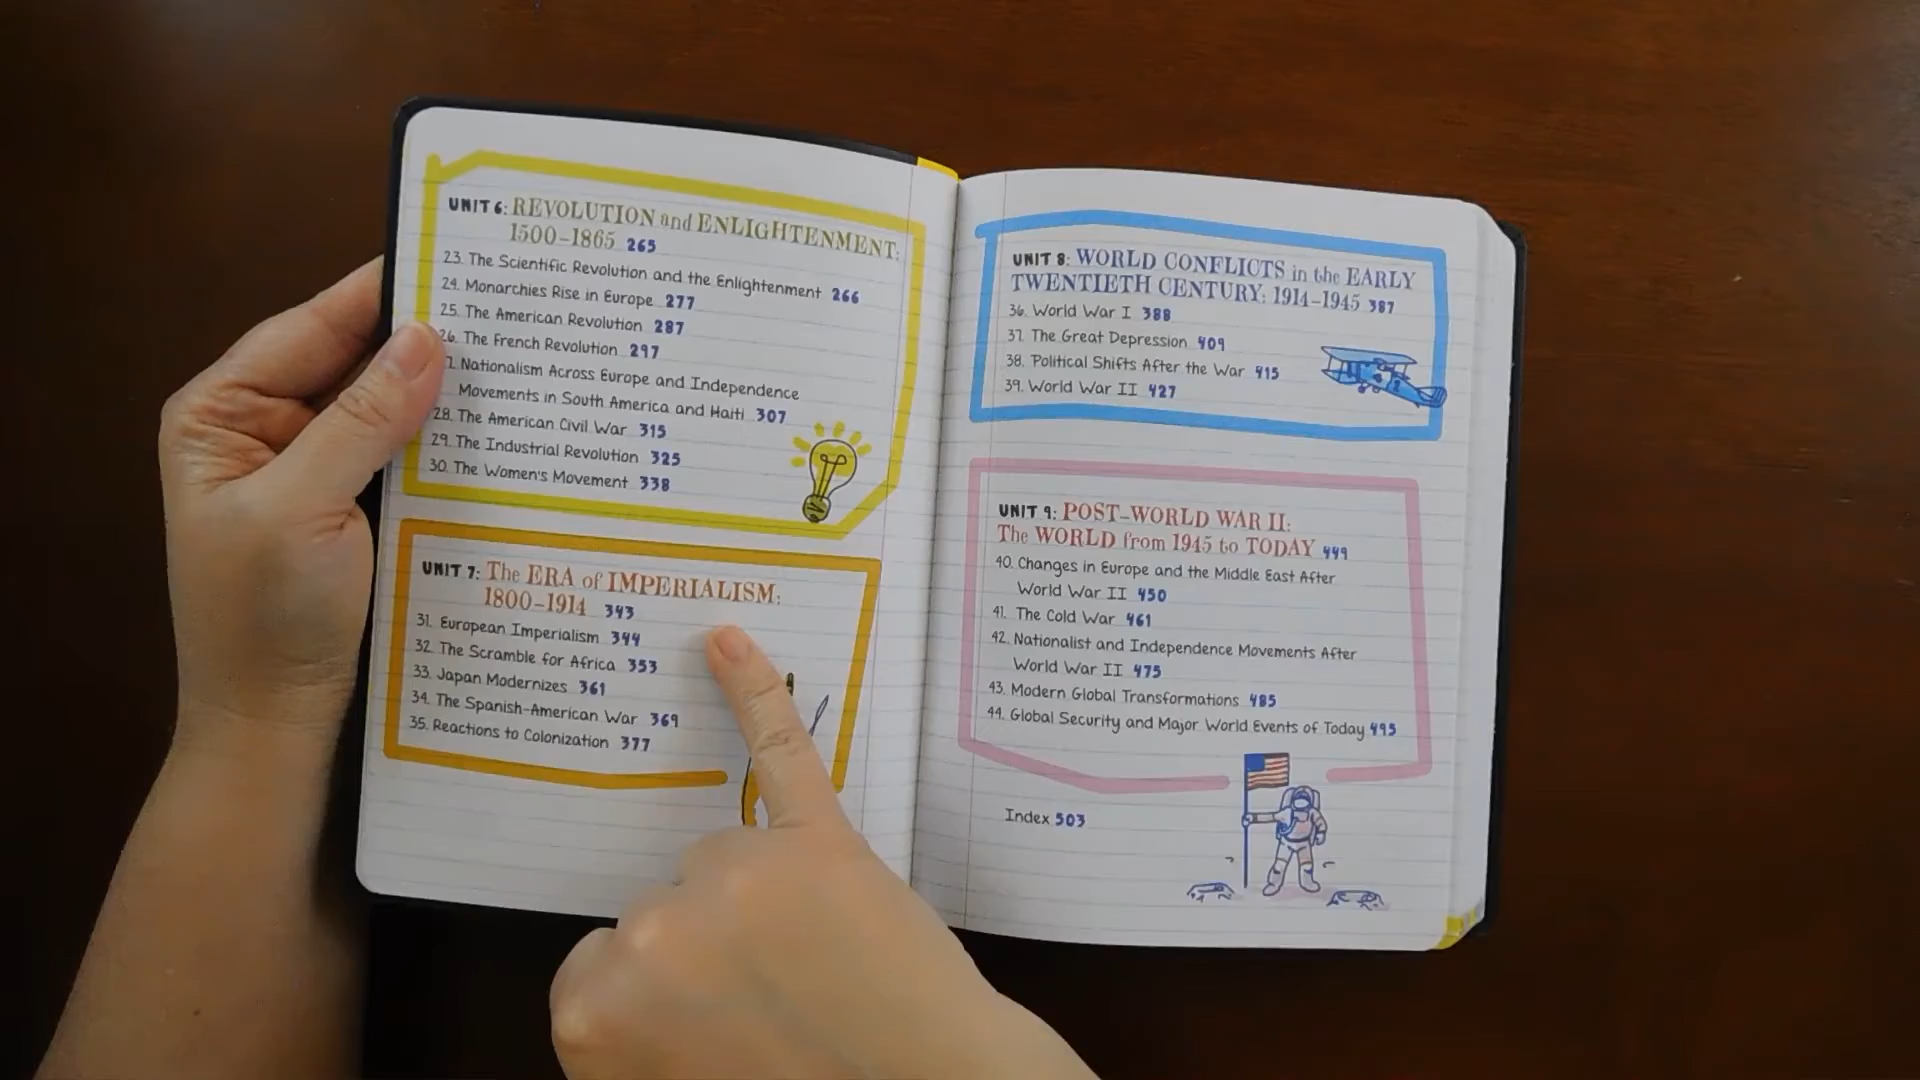 UNIT 6: REVOLUTION and ENLIGHTENMENT:
1500–1865 265
23. The Scientific Revolution and the Enlightenment 266
24. Monarchies Rise in Europe 277
25. The American Revolution 287
26. The French Revolution 297
7. Nationalism Across Europe and Independence
Movements in South America and Haiti 307
28. The American Civil War 315
29. The Industrial Revolution 325
30. The Women's Movement 338
UNIT 7: The ERA of IMPERIALISM:
1800–1914 343
31. European Imperialism 344
32. The Scramble for Africa 353
33. Japan Modernizes 361
34. The Spanish-American War 369
35. Reactions to Colonization 377
UNIT 8: WORLD CONFLICTS in the EARLY
TWENTIETH CENTURY: 1914–1945 387
36. World War I 388
37. The Great Depression 409
38. Political Shifts After the War 415
39. World War II 427
UNIT 9: POST–WORLD WAR II:
The WORLD from 1945 to TODAY 449
40. Changes in Europe and the Middle East After
World War II 450
41. The Cold War 461
42. Nationalist and Independence Movements After
World War II 475
43. Modern Global Transformations 485
44. Global Security and Major World Events of Today 495
Index 503